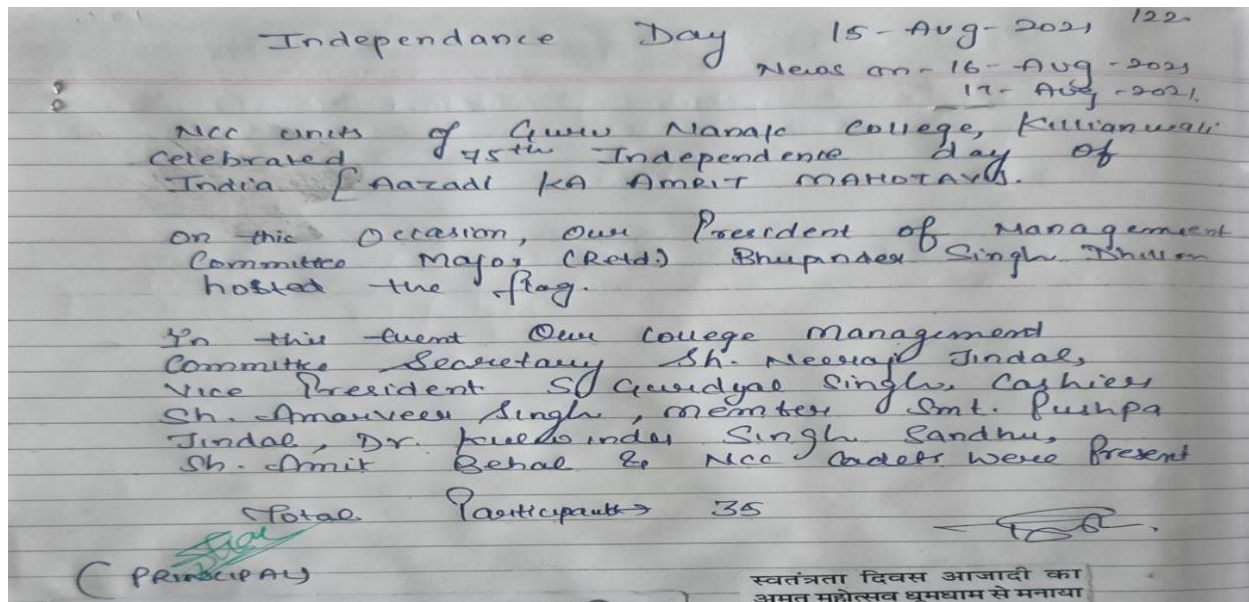 122.
Independance Day 15-Aug-2021
News on - 16-Aug-2021
17-Aug-2021.
NCC units of Guru Nanak College, Killianwali
Celebrated 75th Independence day of
India [AAZADI KA AMRIT MAHOTAVS.
On this Occasion, Our President of Management
Committee Major (Retd.) Bhupinder Singh Dhillon
hosted the flag.
In this Event Our College Management
Committee Secretary Sh. Neeraj Jindal,
Vice President S. Gurdyal Singh, Cashier
Sh. Amarveer Singh, member Smt. Pushpa
Jindal, Dr. Kulwinder Singh Sandhu,
Sh. Amit Behal & NCC Cadets were Present
Total Participants → 35
(PRINCIPAL)
स्वतंत्रता दिवस आजादी का
अमृत महोत्सव धूमधाम से मनाया